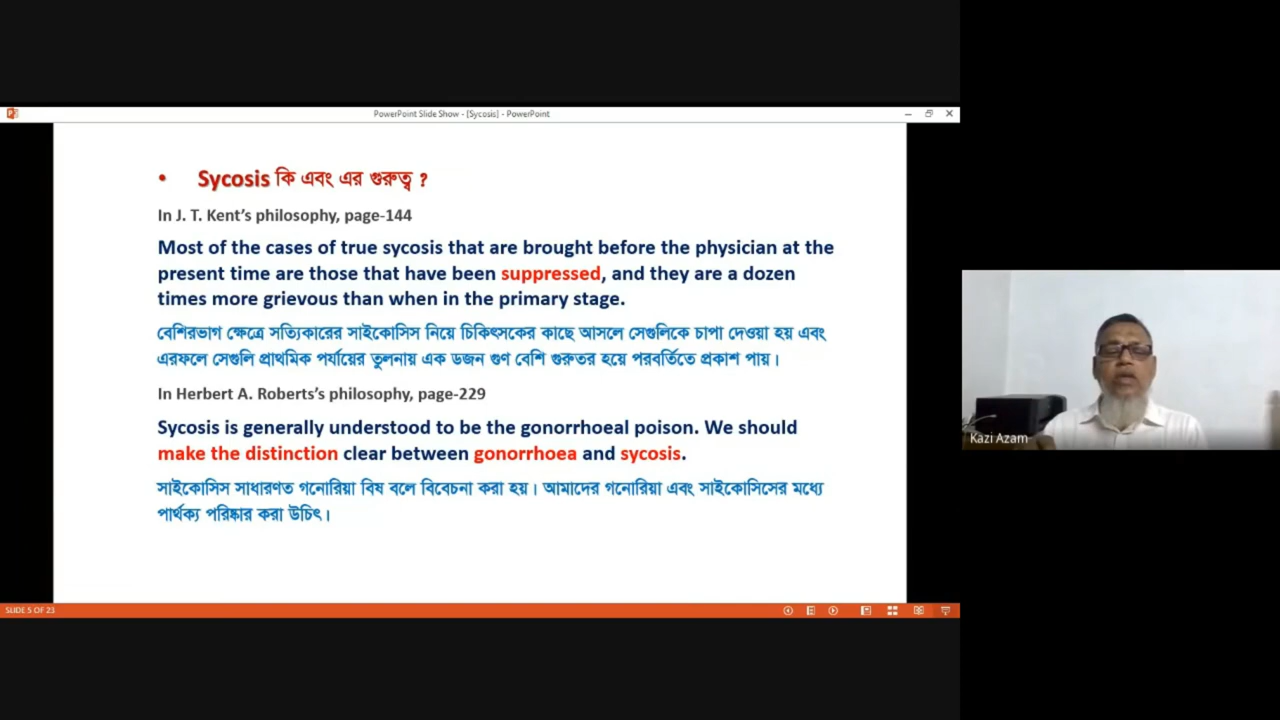 PowerPoint Slide Show - [Sycosis] - PowerPoint
• Sycosis কি এবং এর গুরুত্ব ?
In J. T. Kent's philosophy, page-144
Most of the cases of true sycosis that are brought before the physician at the
present time are those that have been suppressed, and they are a dozen
times more grievous than when in the primary stage.
বেশিরভাগ ক্ষেত্রে সত্যিকারের সাইকোসিস নিয়ে চিকিৎসকের কাছে আসলে সেগুলিকে চাপা দেওয়া হয় এবং
এরফলে সেগুলি প্রাথমিক পর্যায়ের তুলনায় এক ডজন গুণ বেশি গুরুতর হয়ে পরবর্তিতে প্রকাশ পায়।
In Herbert A. Roberts's philosophy, page-229
Sycosis is generally understood to be the gonorrhoeal poison. We should
make the distinction clear between gonorrhoea and sycosis.
সাইকোসিস সাধারণত গনোরিয়া বিষ বলে বিবেচনা করা হয়। আমাদের গনোরিয়া এবং সাইকোসিসের মধ্যে
পার্থক্য পরিষ্কার করা উচিৎ।
SLIDE 5 OF 23
Kazi Azam